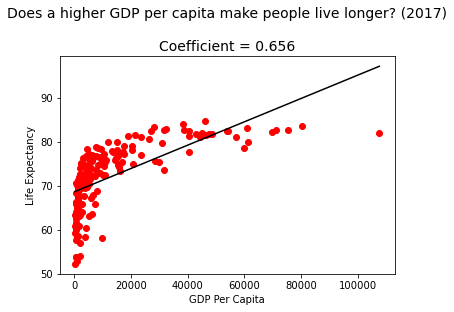 Does a higher GDP per capita make people live longer? (2017)
Coefficient = 0.656
90
80
70
60
50
Life Expectancy
0 20000 40000 60000 80000 100000
GDP Per Capita